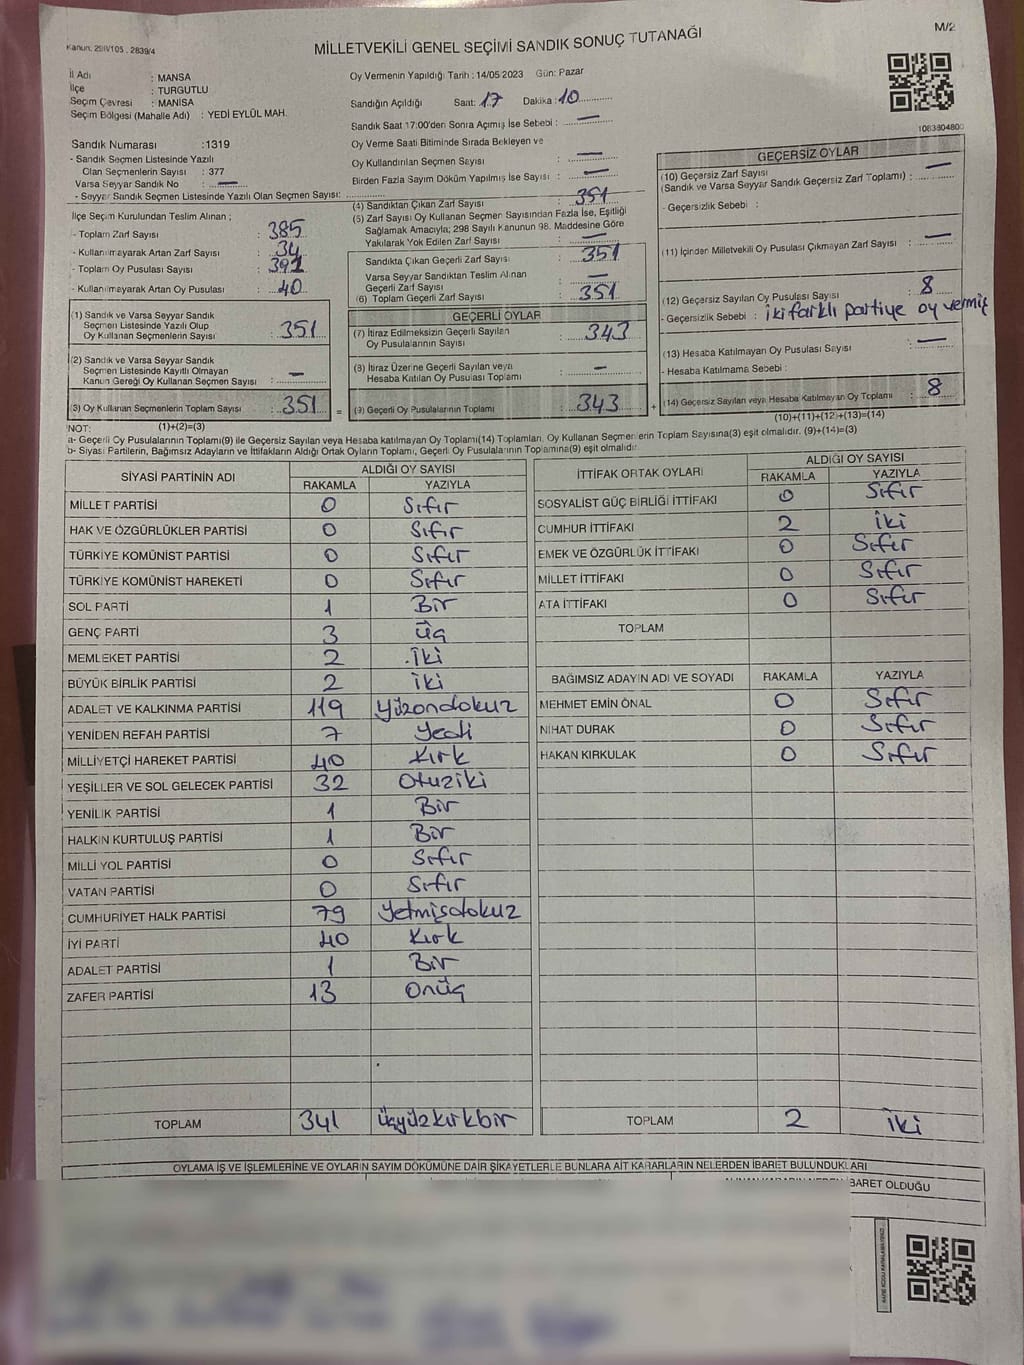 Kanun: 298/105 . 2839/4
M/2
MİLLETVEKİLİ GENEL SEÇİMİ SANDIK SONUÇ TUTANAĞI
İl Adı : MANSA
İlçe : TURGUTLU
Seçim Çevresi : MANİSA
Seçim Bölgesi (Mahalle Adı) : YEDİ EYLÜL MAH.
Sandık Numarası : 1319
- Sandık Seçmen Listesinde Yazılı
Olan Seçmenlerin Sayısı : 377
Varsa Seyyar Sandık No : —
- Seyyar Sandık Seçmen Listesinde Yazılı Olan Seçmen Sayısı:
İlçe Seçim Kurulundan Teslim Alınan ;
- Toplam Zarf Sayısı : 385
- Kullanılmayarak Artan Zarf Sayısı : 34
- Toplam Oy Pusulası Sayısı : 391
- Kullanılmayarak Artan Oy Pusulası : 40
(1) Sandık ve Varsa Seyyar Sandık
Seçmen Listesinde Yazılı Olup
Oy Kullanan Seçmenlerin Sayısı : 351
(2) Sandık ve Varsa Seyyar Sandık
Seçmen Listesinde Kayıtlı Olmayan
Kanun Gereği Oy Kullanan Seçmen Sayısı : —
(3) Oy Kullanan Seçmenlerin Toplam Sayısı : 351
(1)+(2)=(3)
Oy Vermenin Yapıldığı Tarih : 14/05/2023 Gün: Pazar
Sandığın Açıldığı Saat: 17 Dakika : 10
Sandık Saat 17:00'den Sonra Açımış İse Sebebi : —
Oy Verme Saati Bitiminde Sırada Bekleyen ve
Oy Kullandırılan Seçmen Sayısı : —
Birden Fazla Sayım Döküm Yapılmış İse Sayısı : —
(4) Sandıktan Çıkan Zarf Sayısı : 351
(5) Zarf Sayısı Oy Kullanan Seçmen Sayısından Fazla İse, Eşitliği
Sağlamak Amacıyla; 298 Sayılı Kanunun 98. Maddesine Göre
Yakılarak Yok Edilen Zarf Sayısı : —
Sandıkta Çıkan Geçerli Zarf Sayısı : 351
Varsa Seyyar Sandıktan Teslim Alınan
Geçerli Zarf Sayısı : —
(6) Toplam Geçerli Zarf Sayısı : 351
GEÇERLİ OYLAR
(7) İtiraz Edilmeksizin Geçerli Sayılan
Oy Pusulalarının Sayısı : 343
(8) İtiraz Üzerine Geçerli Sayılan veya
Hesaba Katılan Oy Pusulası Toplamı : —
= (9) Geçerli Oy Pusulalarının Toplamı : 343 +
1083804800
GEÇERSİZ OYLAR
(10) Geçersiz Zarf Sayısı
(Sandık ve Varsa Seyyar Sandık Geçersiz Zarf Toplamı) : —
- Geçersizlik Sebebi :
(11) İçinden Milletvekili Oy Pusulası Çıkmayan Zarf Sayısı : —
(12) Geçersiz Sayılan Oy Pusulası Sayısı : 8
- Geçersizlik Sebebi : iki farklı partiye oy vermiş
(13) Hesaba Katılmayan Oy Pusulası Sayısı : —
- Hesaba Katılmama Sebebi :
(14) Geçersiz Sayılan veya Hesaba Katılmayan Oy Toplamı : 8
(10)+(11)+(12)+(13)=(14)
NOT:
a- Geçerli Oy Pusulalarının Toplamı(9) ile Geçersiz Sayılan veya Hesaba katılmayan Oy Toplamı(14) Toplamları, Oy Kullanan Seçmenlerin Toplam Sayısına(3) eşit olmalıdır. (9)+(14)=(3)
b- Siyasi Partilerin, Bağımsız Adayların ve İttifakların Aldığı Ortak Oyların Toplamı, Geçerli Oy Pusulalarının Toplamına(9) eşit olmalıdır.
SİYASİ PARTİNİN ADI ALDIĞI OY SAYISI
RAKAMLA YAZIYLA
MİLLET PARTİSİ 0 Sıfır
HAK VE ÖZGÜRLÜKLER PARTİSİ 0 Sıfır
TÜRKİYE KOMÜNİST PARTİSİ 0 Sıfır
TÜRKİYE KOMÜNİST HAREKETİ 0 Sıfır
SOL PARTİ 1 Bir
GENÇ PARTİ 3 Üç
MEMLEKET PARTİSİ 2 İki
BÜYÜK BİRLİK PARTİSİ 2 İki
ADALET VE KALKINMA PARTİSİ 119 Yüzondokuz
YENİDEN REFAH PARTİSİ 7 Yedi
MİLLİYETÇİ HAREKET PARTİSİ 40 Kırk
YEŞİLLER VE SOL GELECEK PARTİSİ 32 Otuziki
YENİLİK PARTİSİ 1 Bir
HALKIN KURTULUŞ PARTİSİ 1 Bir
MİLLİ YOL PARTİSİ 0 Sıfır
VATAN PARTİSİ 0 Sıfır
CUMHURİYET HALK PARTİSİ 79 Yetmişdokuz
İYİ PARTİ 40 Kırk
ADALET PARTİSİ 1 Bir
ZAFER PARTİSİ 13 Onüç
TOPLAM 341 üçyüzkırkbir
İTTİFAK ORTAK OYLARI ALDIĞI OY SAYISI
RAKAMLA YAZIYLA
SOSYALİST GÜÇ BİRLİĞİ İTTİFAKI 0 Sıfır
CUMHUR İTTİFAKI 2 İki
EMEK VE ÖZGÜRLÜK İTTİFAKI 0 Sıfır
MİLLET İTTİFAKI 0 Sıfır
ATA İTTİFAKI 0 Sıfır
TOPLAM
BAĞIMSIZ ADAYIN ADI VE SOYADI RAKAMLA YAZIYLA
MEHMET EMİN ÖNAL 0 Sıfır
NİHAT DURAK 0 Sıfır
HAKAN KIRKULAK 0 Sıfır
TOPLAM 2 iki
OYLAMA İŞ VE İŞLEMLERİNE VE OYLARIN SAYIM DÖKÜMÜNE DAİR ŞİKAYETLERLE BUNLARA AİT KARARLARIN NELERDEN İBARET BULUNDUKLARI
İBARET OLDUĞU